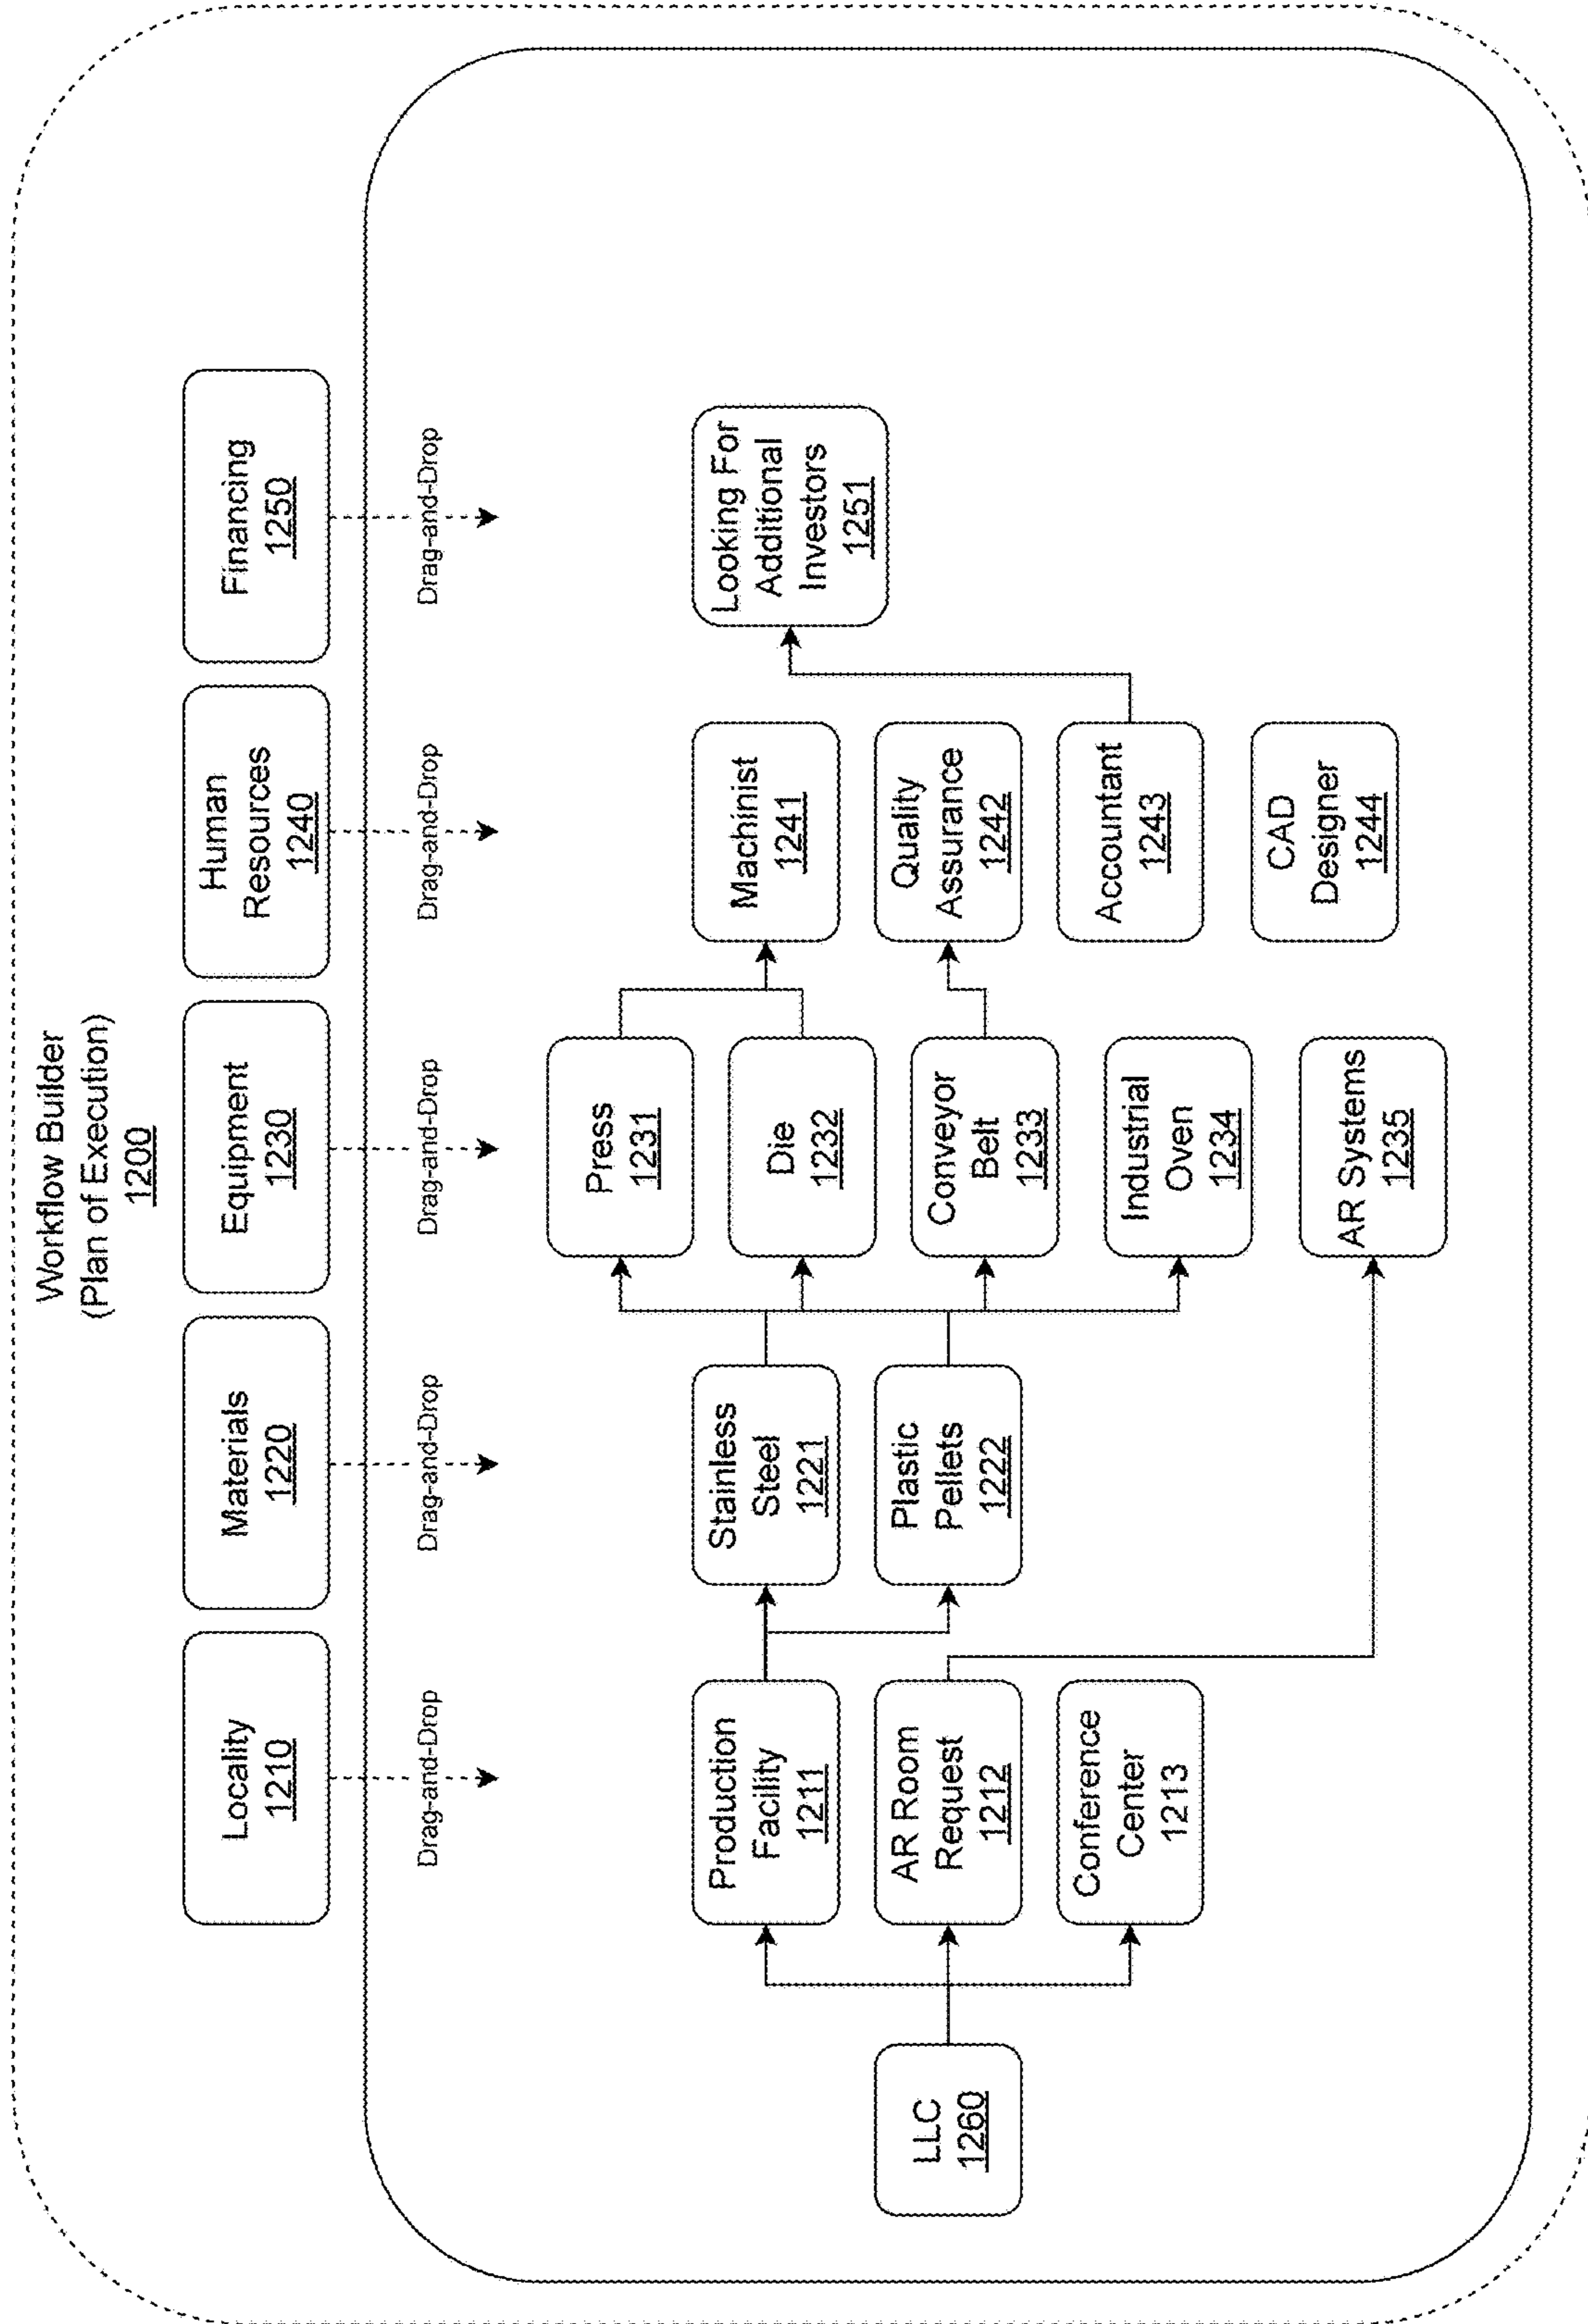 Workflow Builder
(Plan of Execution)
1200
Locality
1210
Materials
1220
Equipment
1230
Human
Resources
1240
Financing
1250
Drag-and-Drop
Drag-and-Drop
Drag-and-Drop
Drag-and-Drop
Drag-and-Drop
LLC
1260
Production
Facility
1211
AR Room
Request
1212
Conference
Center
1213
Stainless
Steel
1221
Plastic
Pellets
1222
Press
1231
Die
1232
Conveyor
Belt
1233
Industrial
Oven
1234
AR Systems
1235
Machinist
1241
Quality
Assurance
1242
Accountant
1243
CAD
Designer
1244
Looking For
Additional
Investors
1251